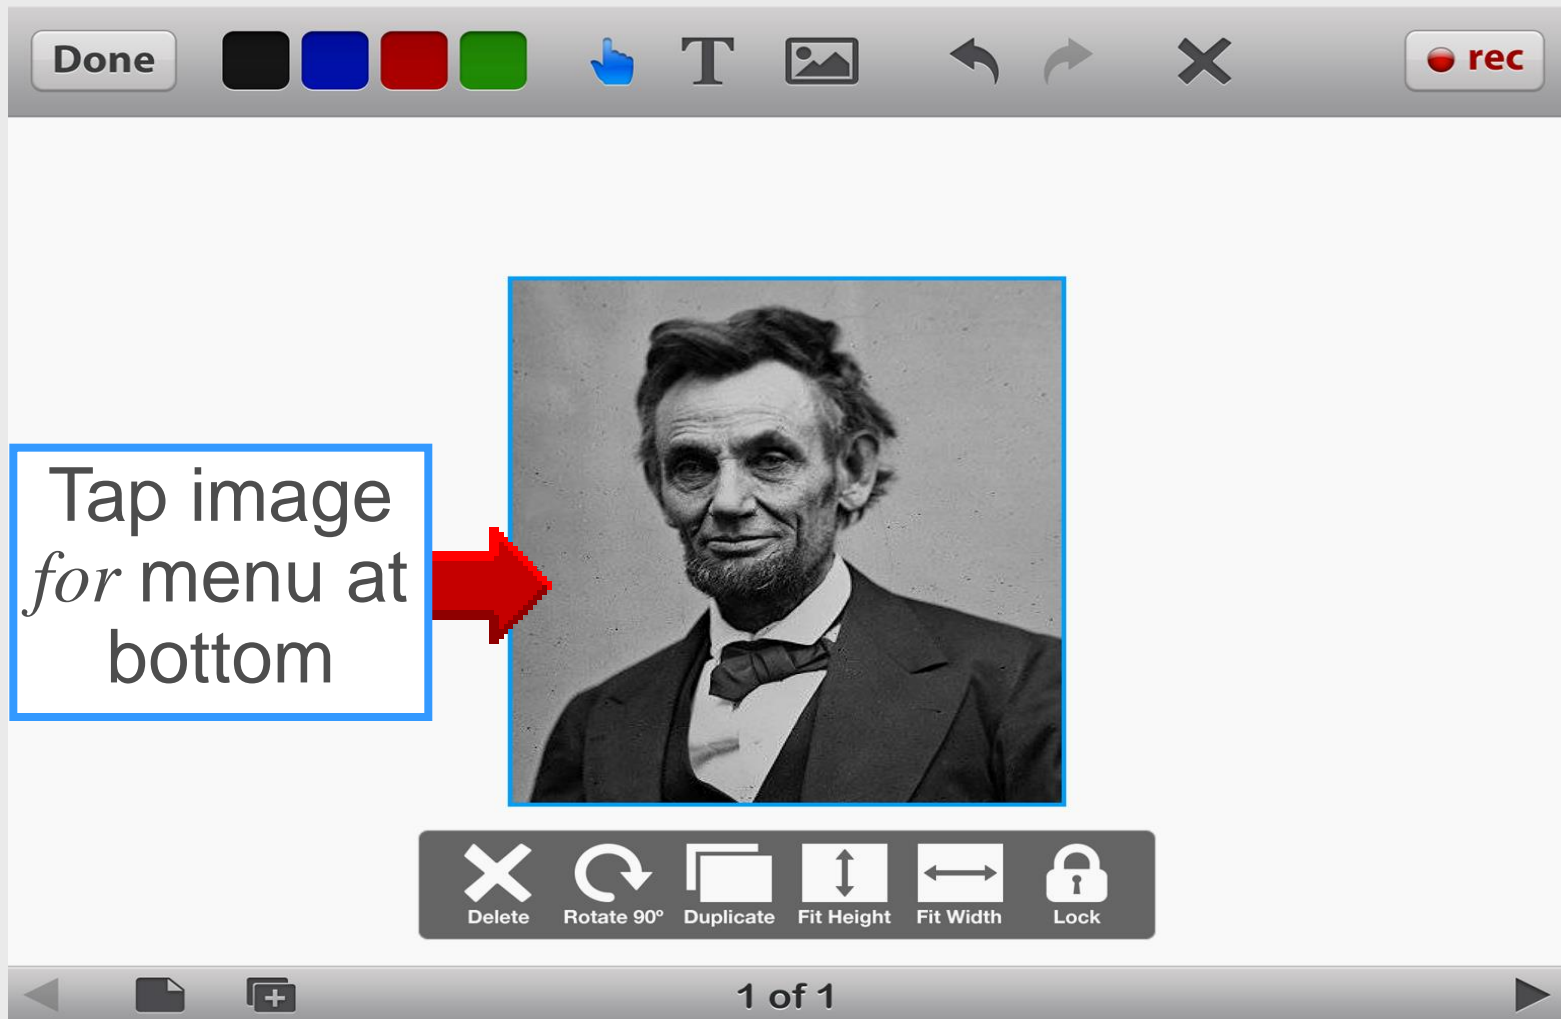 Done T rec
Tap image
for menu at
bottom
Delete Rotate 90º Duplicate Fit Height Fit Width Lock
1 of 1